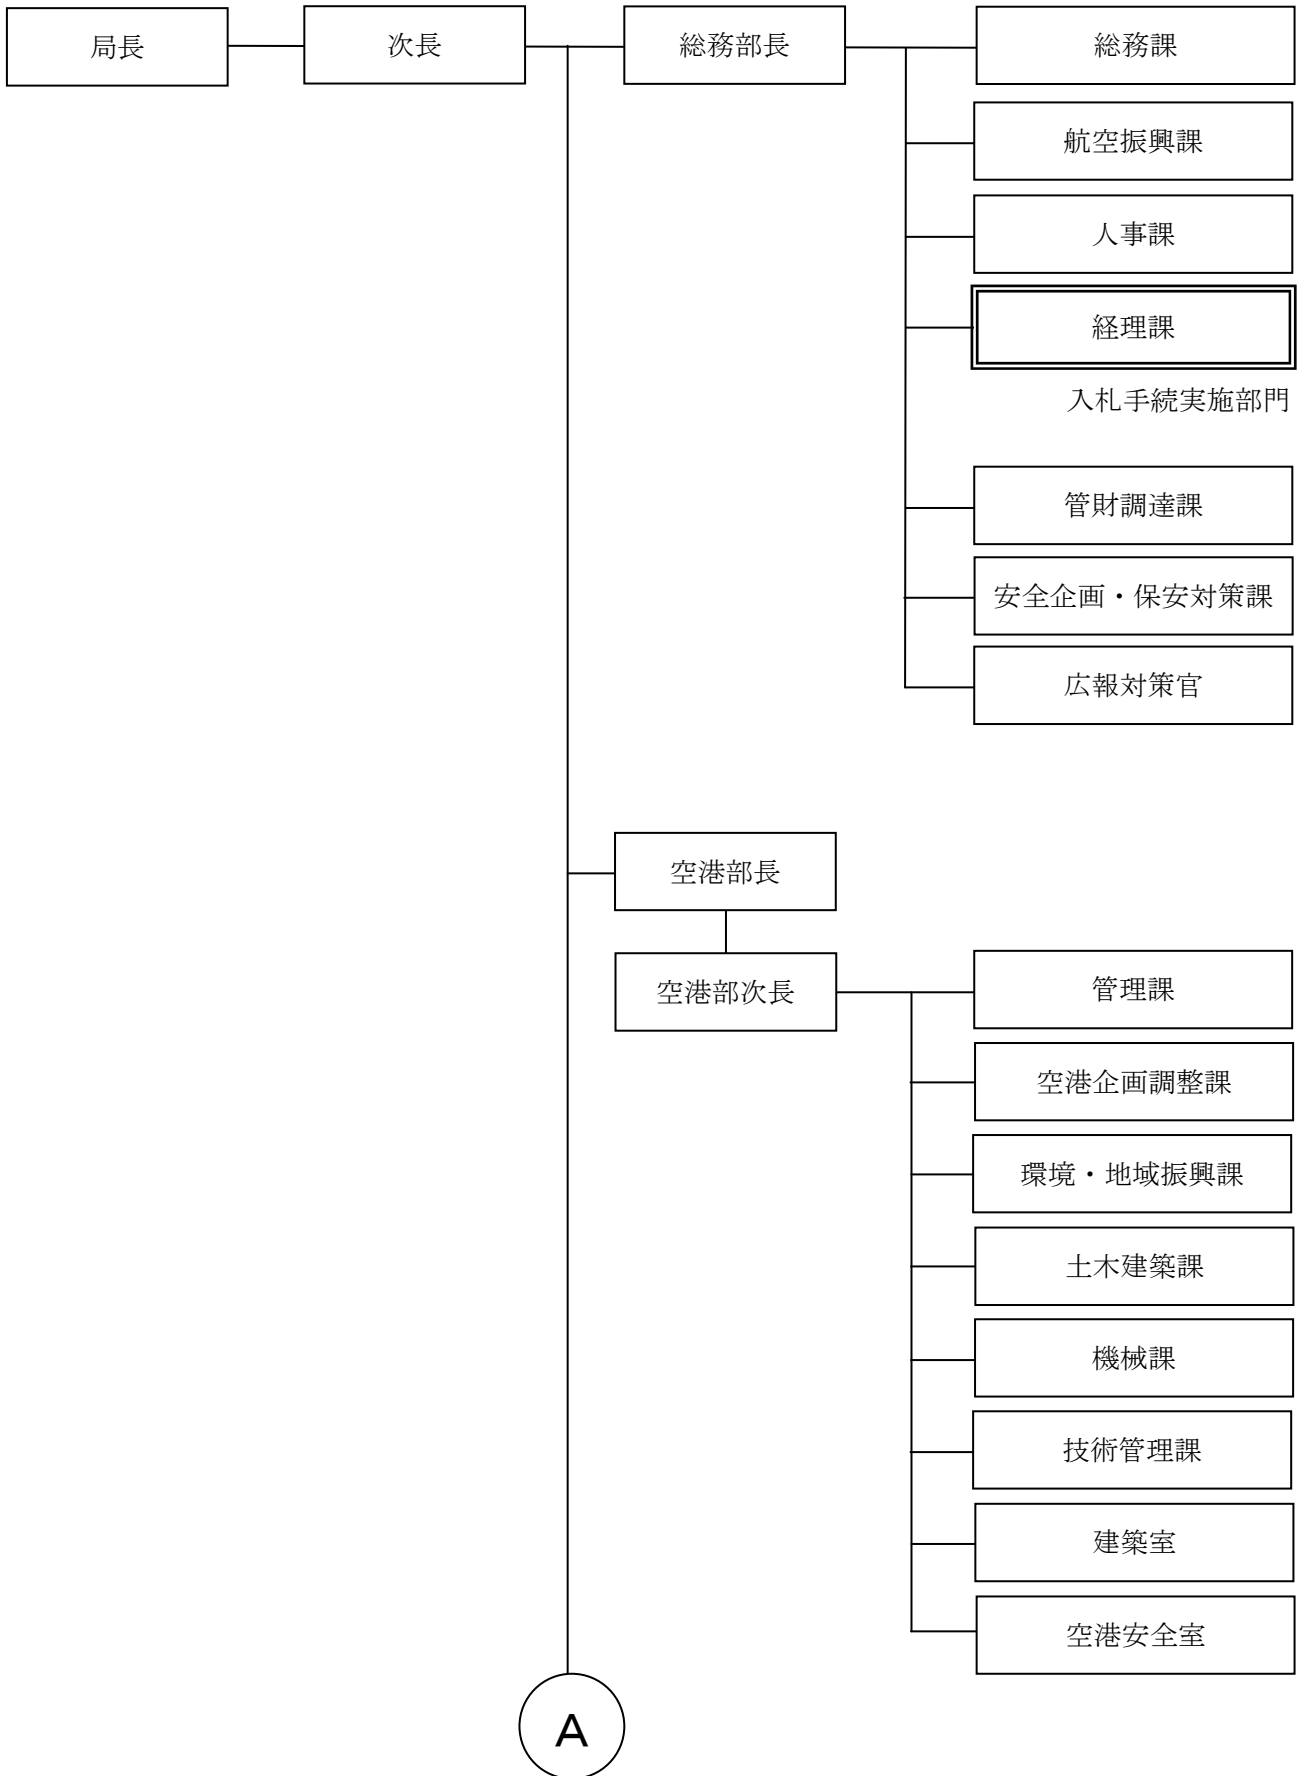 局長
次長
総務部長
総務課
航空振興課
人事課
経理課
入札手続実施部門
管財調達課
安全企画・保安対策課
広報対策官
空港部長
空港部次長
管理課
空港企画調整課
環境・地域振興課
土木建築課
機械課
技術管理課
建築室
空港安全室
A